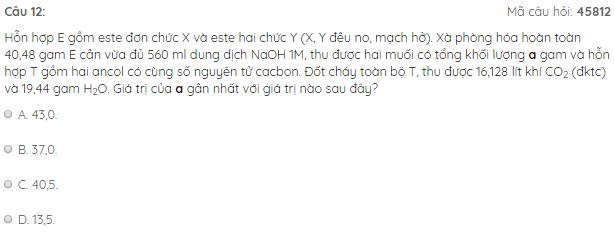 Câu 12:
Mã câu hỏi: 45812
Hỗn hợp E gồm este đơn chức X và este hai chức Y (X, Y đều no, mạch hở). Xà phòng hóa hoàn toàn
40,48 gam E cần vừa đủ 560 ml dung dịch NaOH 1M, thu được hai muối có tổng khối lượng a gam và hỗn
hợp T gồm hai ancol có cùng số nguyên tử cacbon. Đốt cháy toàn bộ T, thu được 16,128 lít khí CO₂ (đktc)
và 19,44 gam H₂O. Giá trị của a gần nhất với giá trị nào sau đây?
A. 43,0.
B. 37,0.
C. 40,5.
D. 13,5.